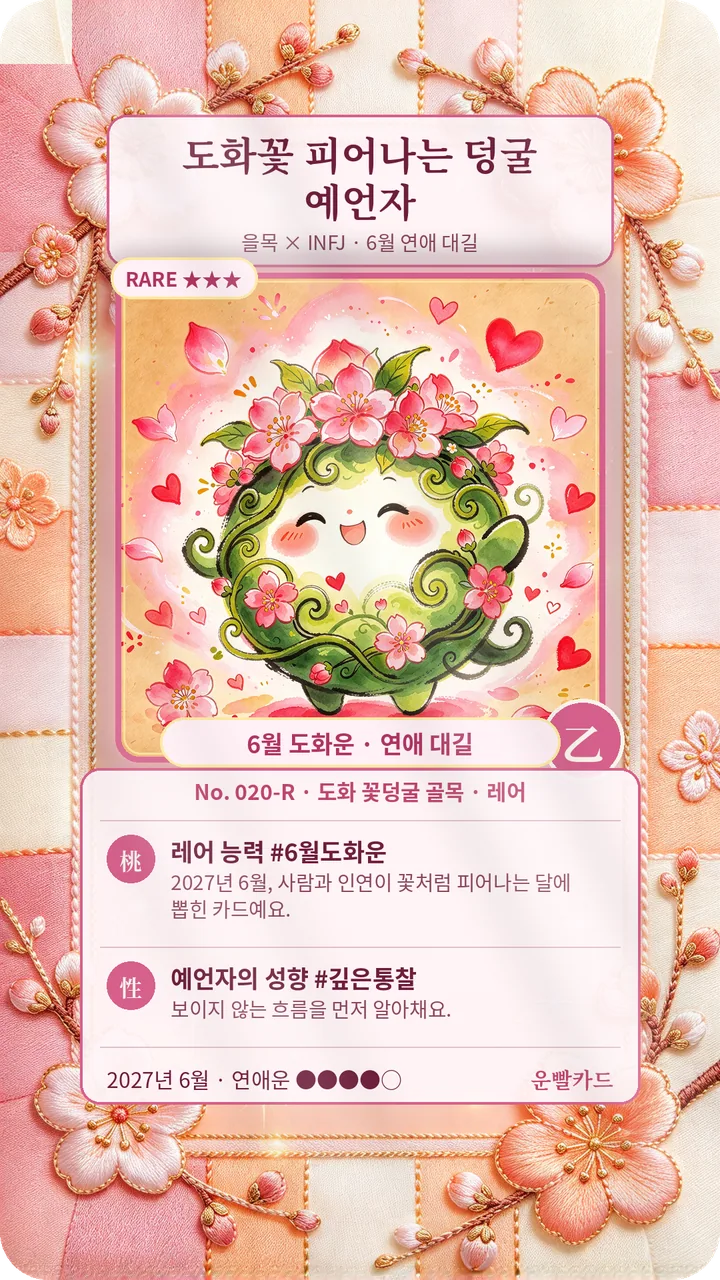 도화꽃 피어나는 덩굴
예언자
을목 × INFJ · 6월 연애 대길
RARE ★★★
6월 도화운 · 연애 대길
乙
No. 020-R · 도화 꽃덩굴 골목 · 레어
桃
레어 능력 #6월도화운
2027년 6월, 사람과 인연이 꽃처럼 피어나는 달에
뽑힌 카드예요.
性
예언자의 성향 #깊은통찰
보이지 않는 흐름을 먼저 알아채요.
2027년 6월 · 연애운 ●●●●○
운빨카드